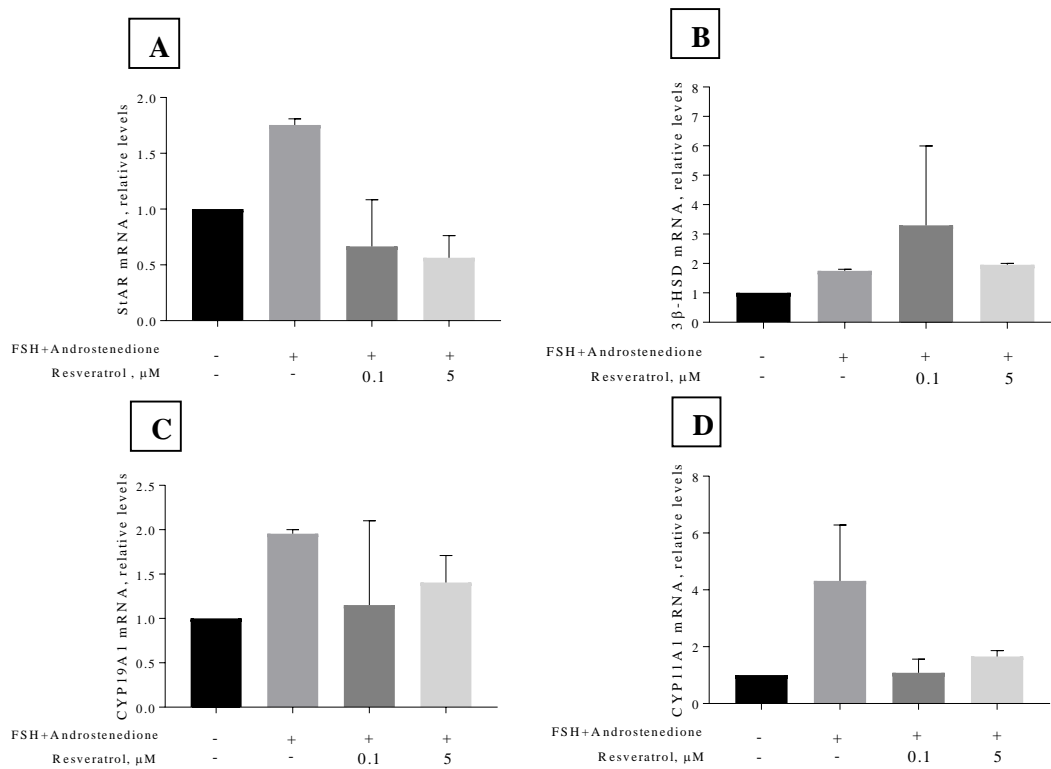 A
StAR mRNA, relative levels
2.0
1.5
1.0
0.5
0.0
FSH+Androstenedione - + + +
Resveratrol , µM - - 0.1 5
B
3β-HSD mRNA, relative levels
8
7
6
5
4
3
2
1
0
FSH+Androstenedione - + + +
Resveratrol, µM - - 0.1 5
C
CYP19A1 mRNA, relative levels
2.5
2.0
1.5
1.0
0.5
0.0
FSH+Androstenedione - + + +
Resveratrol, µM - - 0.1 5
D
CYP11A1 mRNA, relative levels
8
6
4
2
0
FSH+Androstenedione - + + +
Resveratrol, µM - - 0.1 5